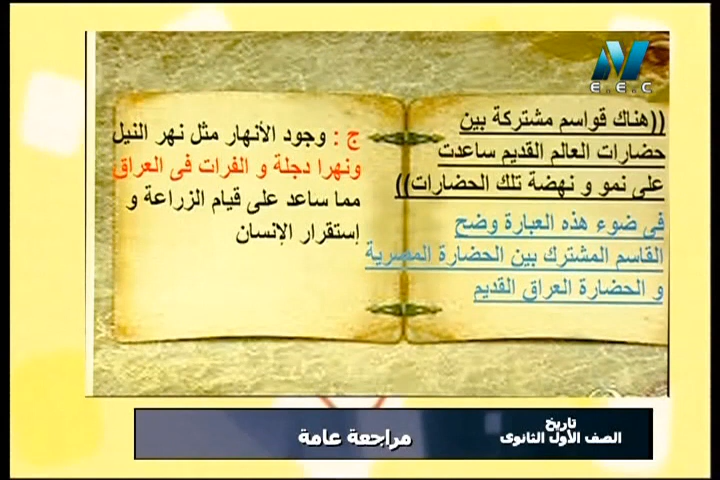 ((هناك قواسم مشتركة بين
حضارات العالم القديم ساعدت
على نمو و نهضة تلك الحضارات))
فى ضوء هذه العبارة وضح
القاسم المشترك بين الحضارة المصرية
و الحضارة العراق القديم
ج : وجود الأنهار مثل نهر النيل
ونهرا دجلة و الفرات فى العراق
مما ساعد على قيام الزراعة و
إستقرار الإنسان
تاريخ
الصف الأول الثانوى
مراجعة عامة